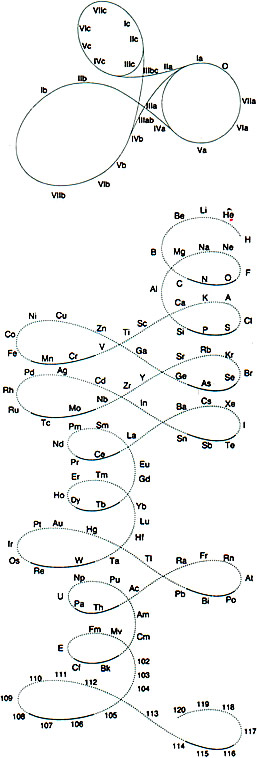 VIIc
VIc Ic
Vc IIc
IVc IIIc IIIbc IIa Ia O
Ib IIb IIIa VIIa
IIIab IVa VIa
IVb Va
Vb
VIb
VIIb
Be Li He
H
B Mg Na Ne
F
Al C N O
Ca K A
Si P S Cl
Ni Cu Zn Ti Sc
Co V Ga Sr Rb Kr
Fe Mn Cr Br
Pd Ag Cd Zr Y Ge As Se
Rh Nb In Ba Cs Xe
Ru Tc Mo I
Pm Sm La Sn Sb Te
Nd
Pr Ce Eu
Er Tm Gd
Ho Dy Tb Yb
Lu
Pt Au Hg Hf
Ir Tl Ra Fr Rn
Os Re W Ta At
Np Pu Ac Pb Bi Po
U Pa Th
Am
Fm Mv Cm
E Cf Bk 102
103
110 111 112 104
109 113 120 119 118
108 107 106 105 117
114 115 116